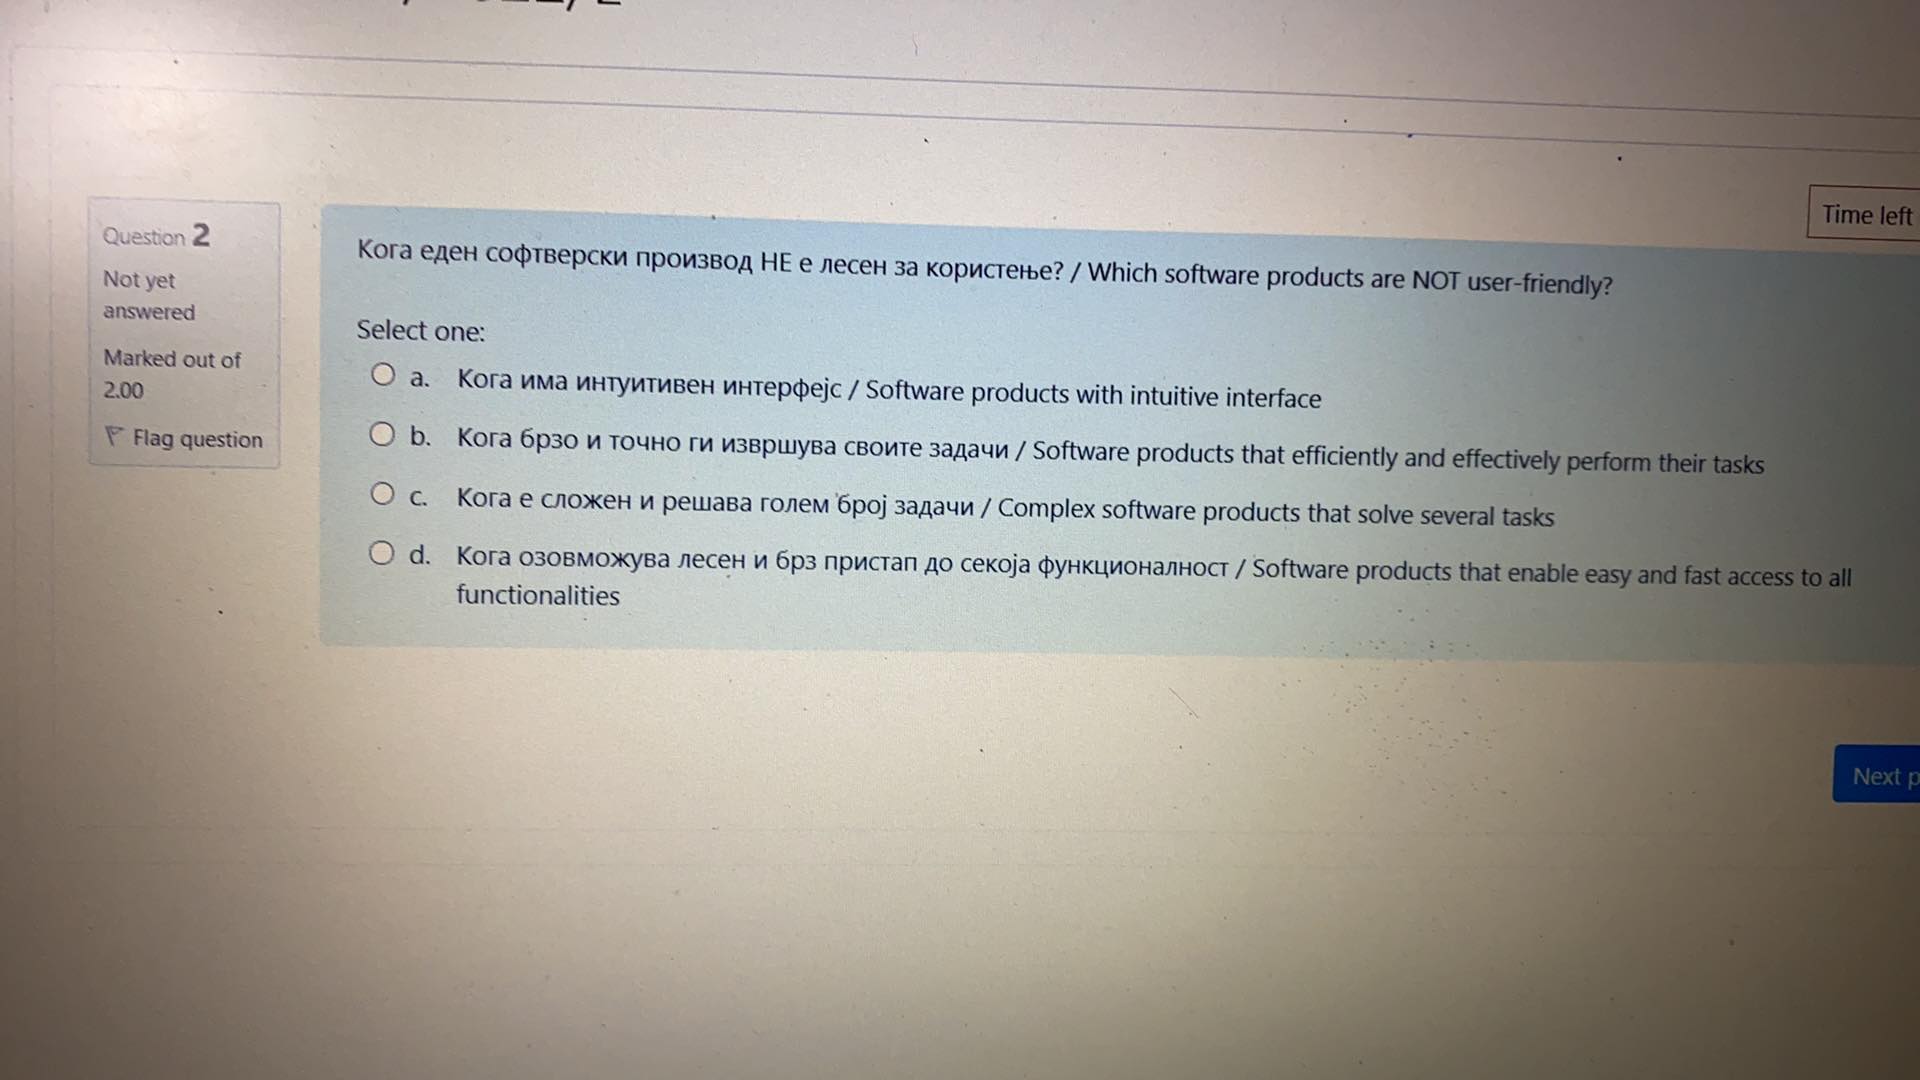 Time left
Question 2
Not yet
answered
Marked out of
2.00
Flag question
Кога еден софтверски производ НЕ е лесен за користење? / Which software products are NOT user-friendly?
Select one:
a. Кога има интуитивен интерфејс / Software products with intuitive interface
b. Кога брзо и точно ги извршува своите задачи / Software products that efficiently and effectively perform their tasks
c. Кога е сложен и решава голем број задачи / Complex software products that solve several tasks
d. Кога озовможува лесен и брз пристап до секоја функционалност / Software products that enable easy and fast access to all
functionalities
Next p